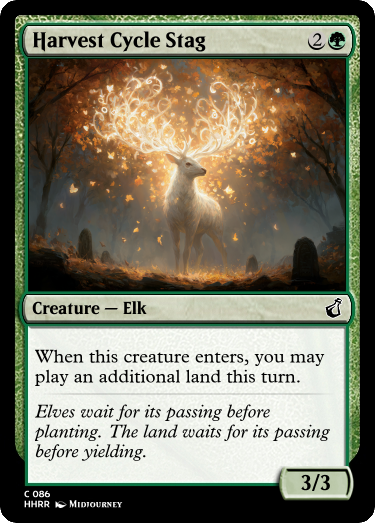 Harvest Cycle Stag 2
Creature — Elk
When this creature enters, you may
play an additional land this turn.
Elves wait for its passing before
planting. The land waits for its passing
before yielding.
3/3
C 086
HHRR MIDJOURNEY